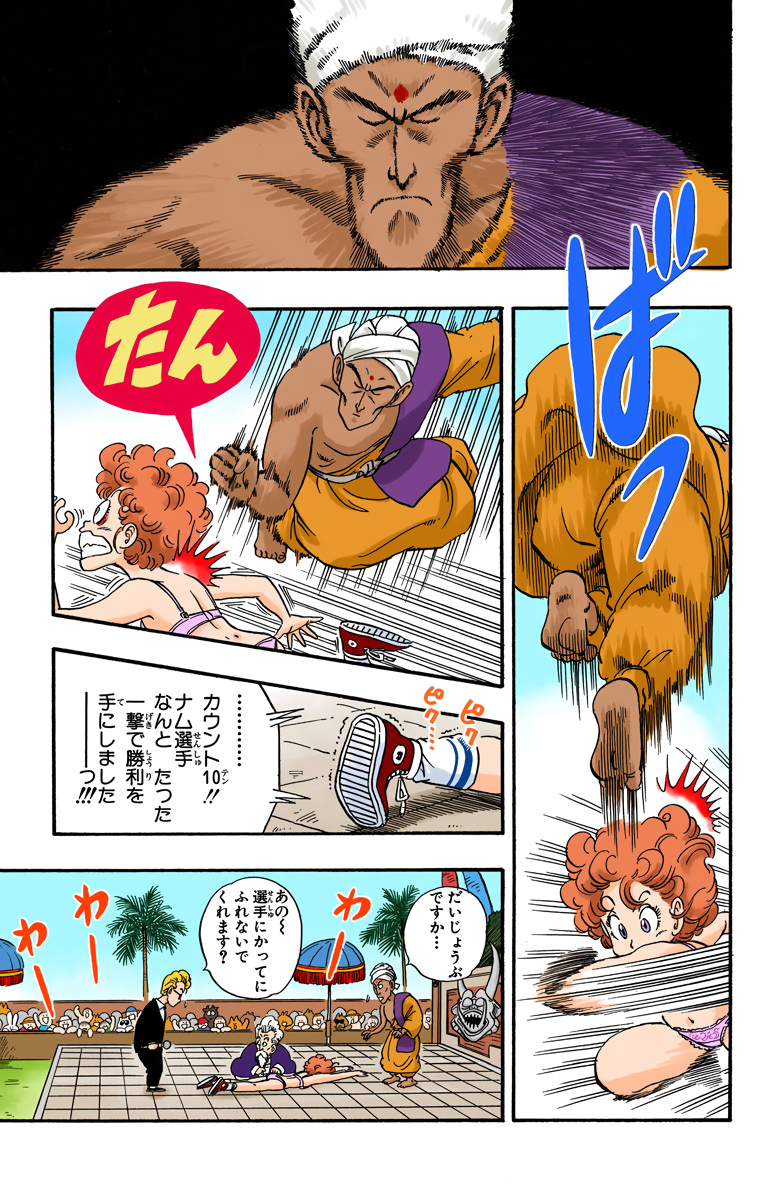 ばっ
たん
ピク
ピク…
…………
カウント10!!
ナム選手
なんと たった
一撃で勝利を
手にしました
――――っ!!!
だいじょうぶ
ですか…
あの〜
選手にかってに
ふれないで
くれます?
わー
わー
わー